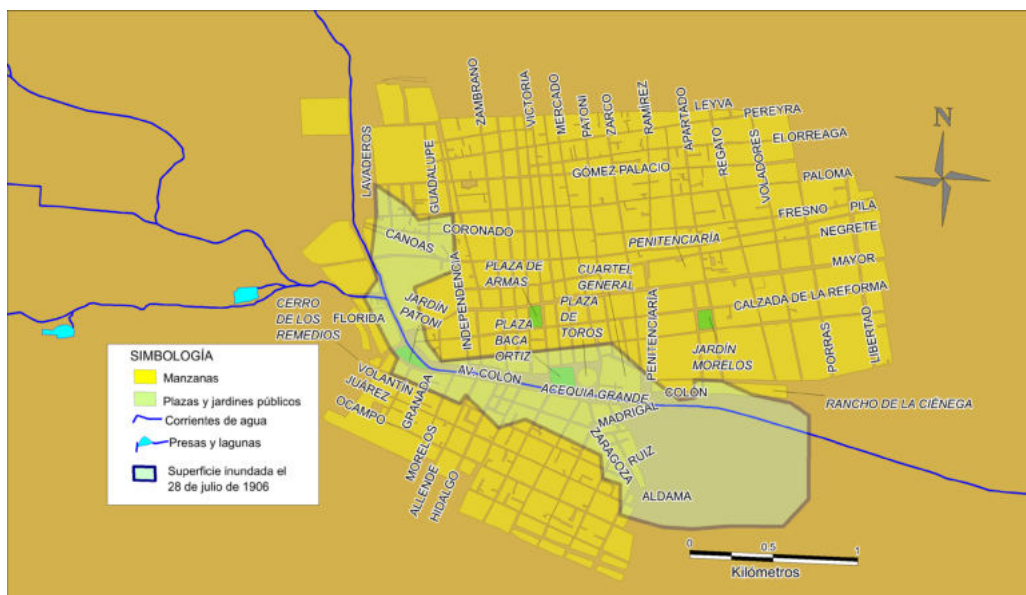 ZAMBRANO
VICTORIA
MERCADO
PATONI
ZARCO
RAMÍREZ
APARTADO
LEYVA
PEREYRA
REGATO
VOLADORES
ELORREAGA
N
LAVADEROS
GUADALUPE
GÓMEZ PALACIO
PALOMA
FRESNO
PILA
CANOAS
CORONADO
PENITENCIARÍA
NEGRETE
MAYOR
INDEPENDENCIA
PLAZA DE
ARMAS
CUARTEL
GENERAL
CALZADA DE LA REFORMA
CERRO
DE LOS
REMEDIOS
FLORIDA
JARDÍN
PATONI
PLAZA
BACA
ORTIZ
PLAZA
DE
TOROS
PENITENCIARÍA
JARDÍN
MORELOS
PORRAS
LIBERTAD
AV. COLÓN
ACEQUIA GRANDE
COLÓN
RANCHO DE LA CIÉNEGA
VOLANTIN
JUÁREZ
OCAMPO
GRANADA
MADRIGAL
ZARAGOZA
RUIZ
MORELOS
ALLENDE
HIDALGO
ALDAMA
SIMBOLOGÍA
Manzanas
Plazas y jardines públicos
Corrientes de agua
Presas y lagunas
Superficie inundada el
28 de julio de 1906
0 0.5 1
Kilómetros